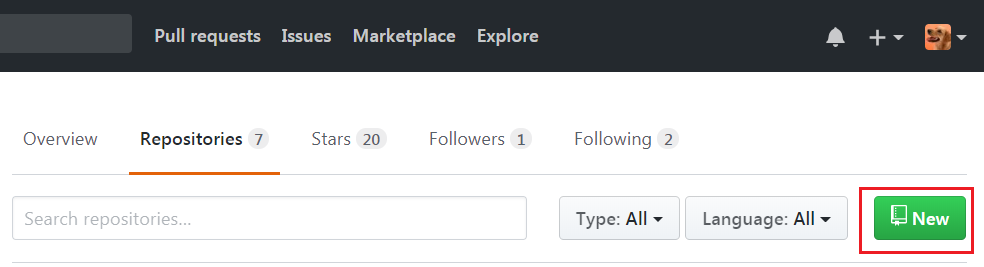 Pull requests Issues Marketplace Explore
Overview Repositories 7 Stars 20 Followers 1 Following 2
Search repositories... Type: All Language: All New